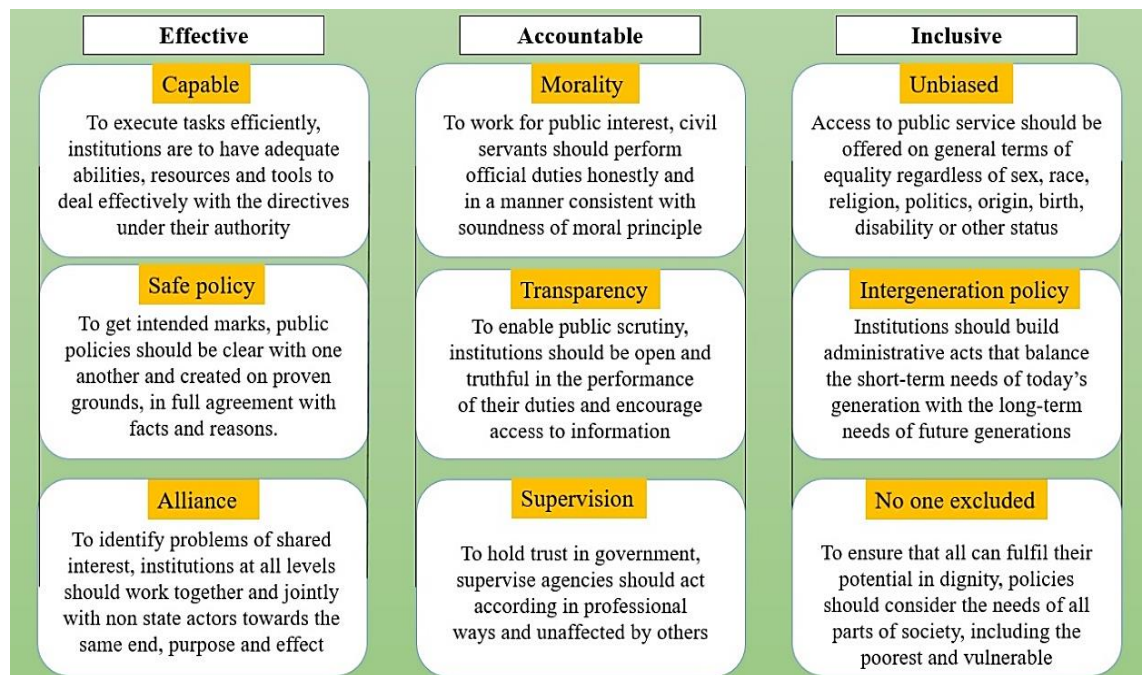 Effective
Capable
To execute tasks efficiently,
institutions are to have adequate
abilities, resources and tools to
deal effectively with the directives
under their authority
Safe policy
To get intended marks, public
policies should be clear with one
another and created on proven
grounds, in full agreement with
facts and reasons.
Alliance
To identify problems of shared
interest, institutions at all levels
should work together and jointly
with non state actors towards the
same end, purpose and effect
Accountable
Morality
To work for public interest, civil
servants should perform
official duties honestly and
in a manner consistent with
soundness of moral principle
Transparency
To enable public scrutiny,
institutions should be open and
truthful in the performance
of their duties and encourage
access to information
Supervision
To hold trust in government,
supervise agencies should act
according in professional
ways and unaffected by others
Inclusive
Unbiased
Access to public service should be
offered on general terms of
equality regardless of sex, race,
religion, politics, origin, birth,
disability or other status
Intergeneration policy
Institutions should build
administrative acts that balance
the short-term needs of today’s
generation with the long-term
needs of future generations
No one excluded
To ensure that all can fulfil their
potential in dignity, policies
should consider the needs of all
parts of society, including the
poorest and vulnerable